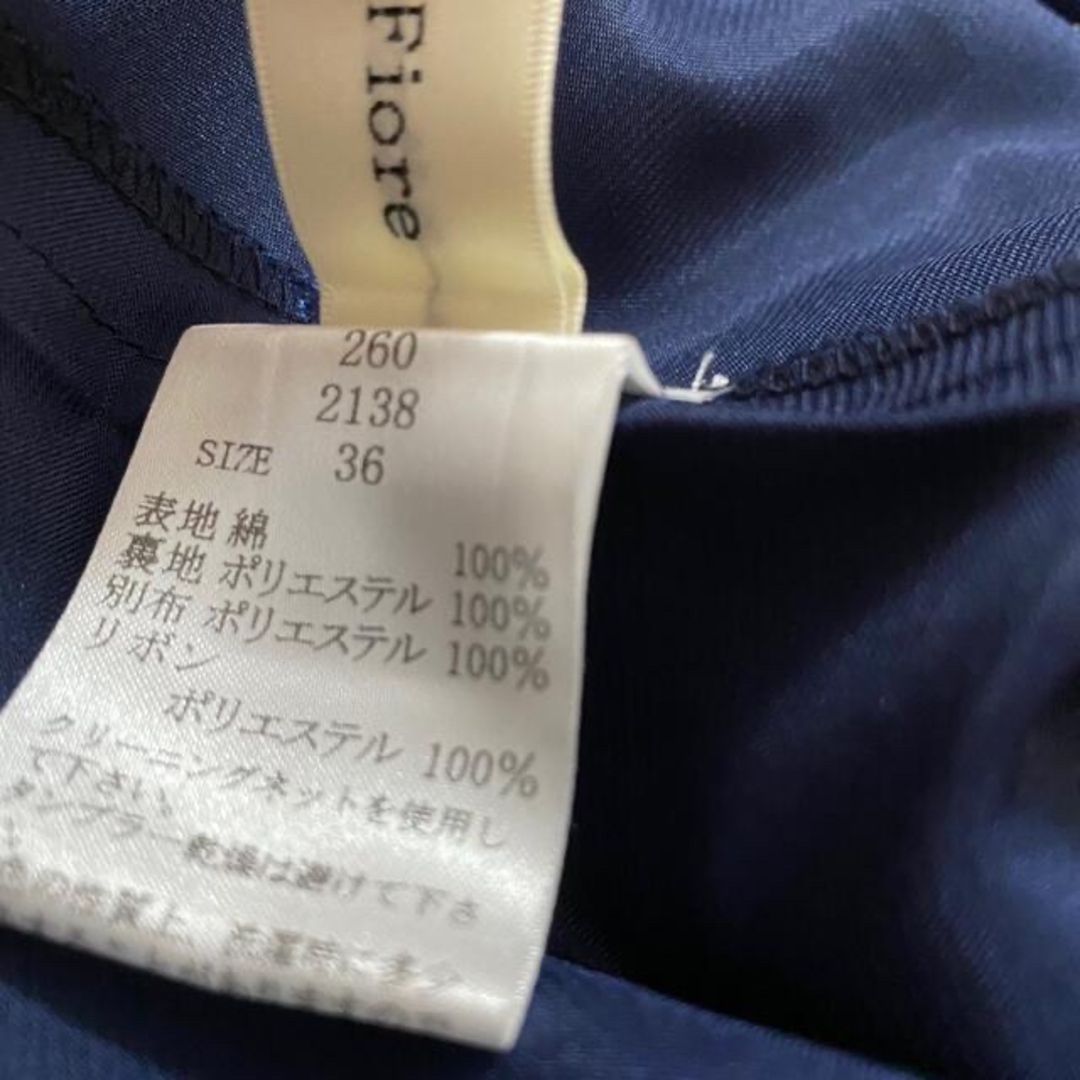 Fiore
260
2138
SIZE 36
表地 綿 100%
裏地 ポリエステル 100%
別布 ポリエステル 100%
リボン
ポリエステル 100%
クリーニングネットを使用し
て下さい。
タンブラー乾燥は避けて下さ